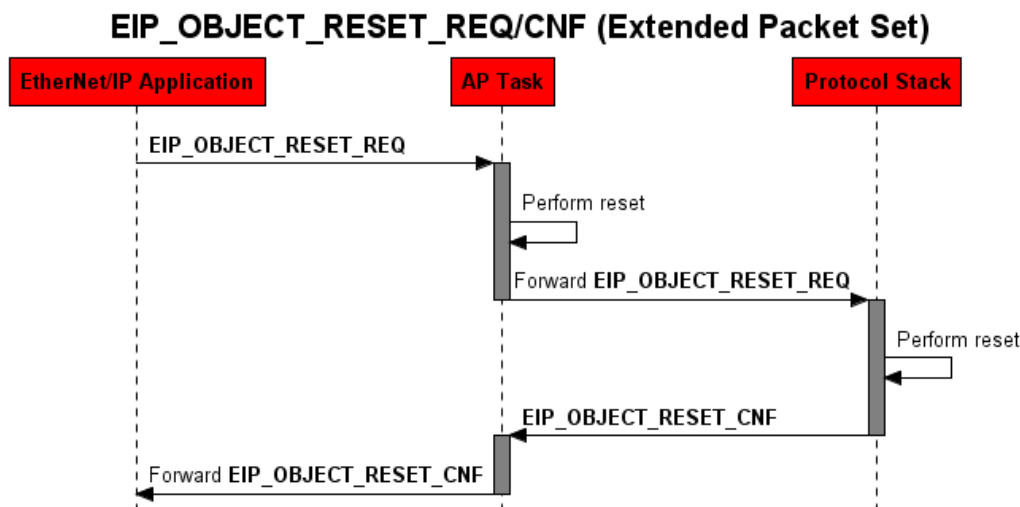 EIP_OBJECT_RESET_REQ/CNF (Extended Packet Set)
EtherNet/IP Application
AP Task
Protocol Stack
EIP_OBJECT_RESET_REQ
Perform reset
Forward EIP_OBJECT_RESET_REQ
Perform reset
EIP_OBJECT_RESET_CNF
Forward EIP_OBJECT_RESET_CNF